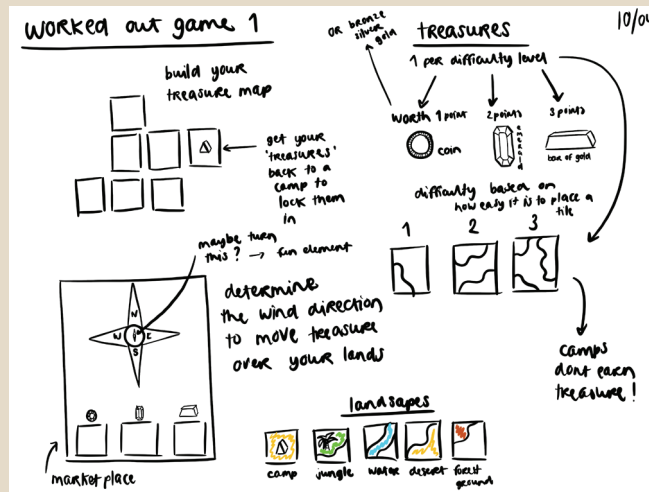 WORKED OUT GAME 1
build your
treasure map
get your
'treasures'
back to a
camp to
lock them
in
maybe turn
this? → fun element
determine
the wind direction
to move treasure
over your lands
N
W
E
S
market place
OR bronze
silver
gold
treasures
1 per difficulty level
worth 1 point
2 points
3 points
coin
emerald
bar of gold
difficulty based on
how easy it is to place a
tile
1
2
3
camps
dont earn
treasure!
landscapes
camp
jungle
water
desert
forest
ground